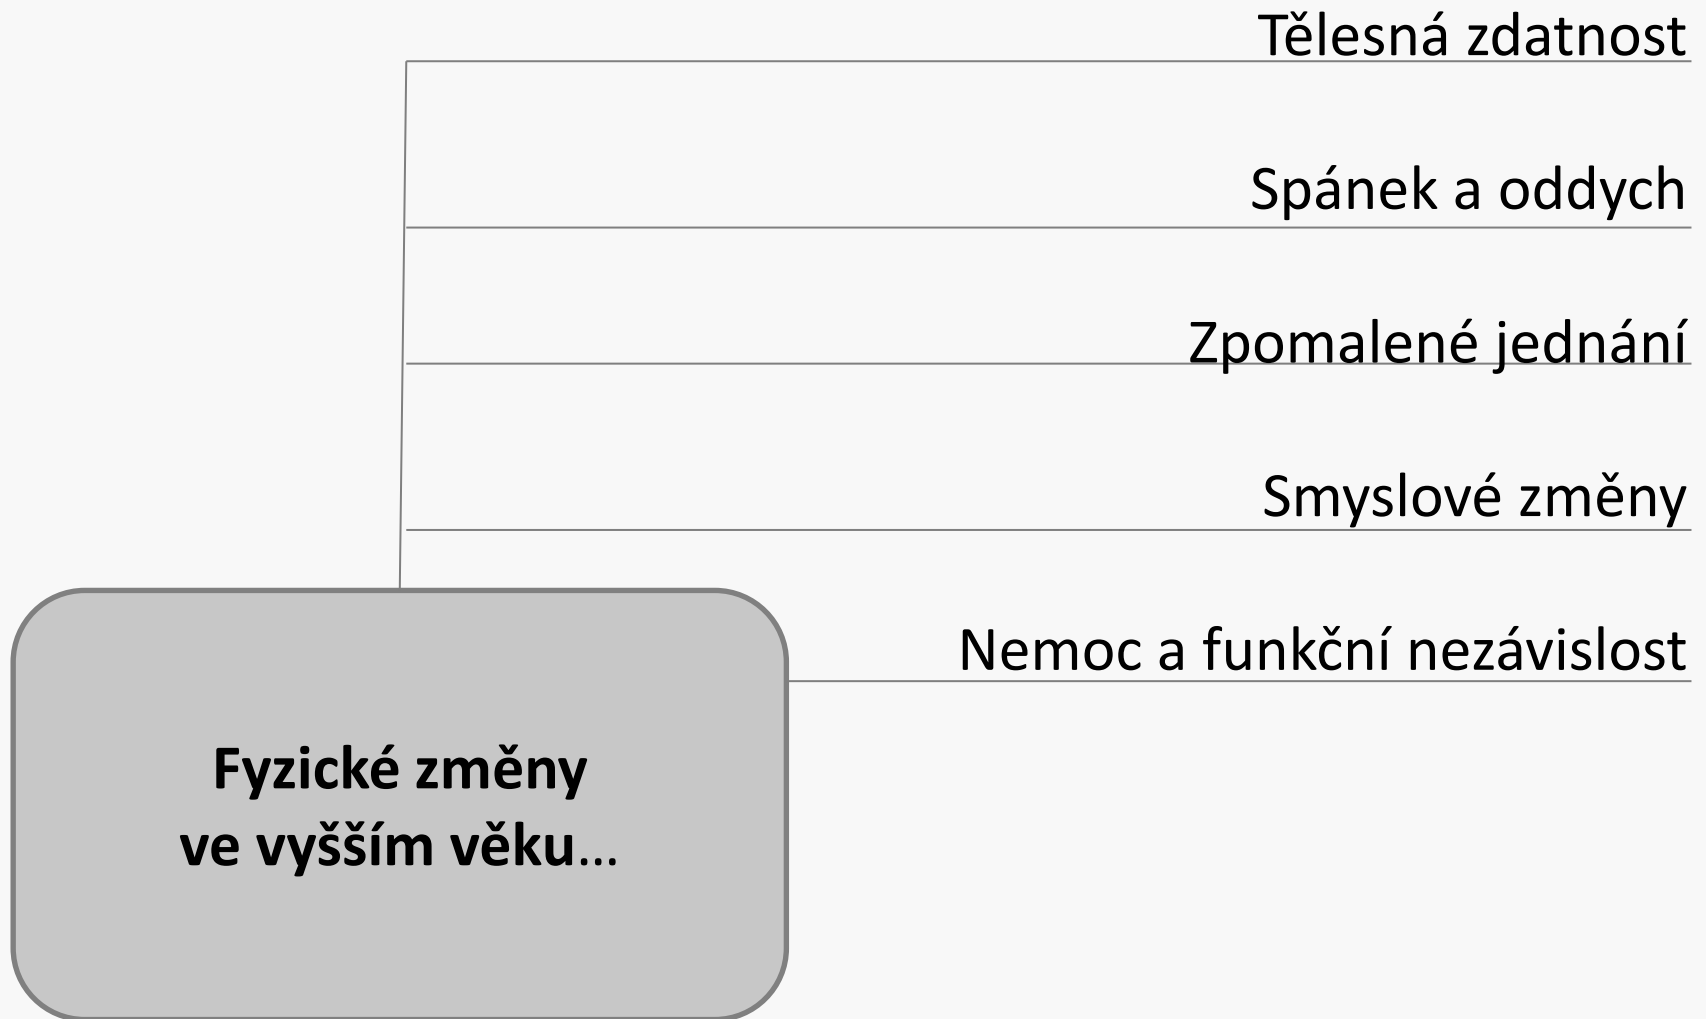 Tělesná zdatnost
Spánek a oddych
Zpomalené jednání
Smyslové změny
Nemoc a funkční nezávislost
Fyzické změny
ve vyšším věku...